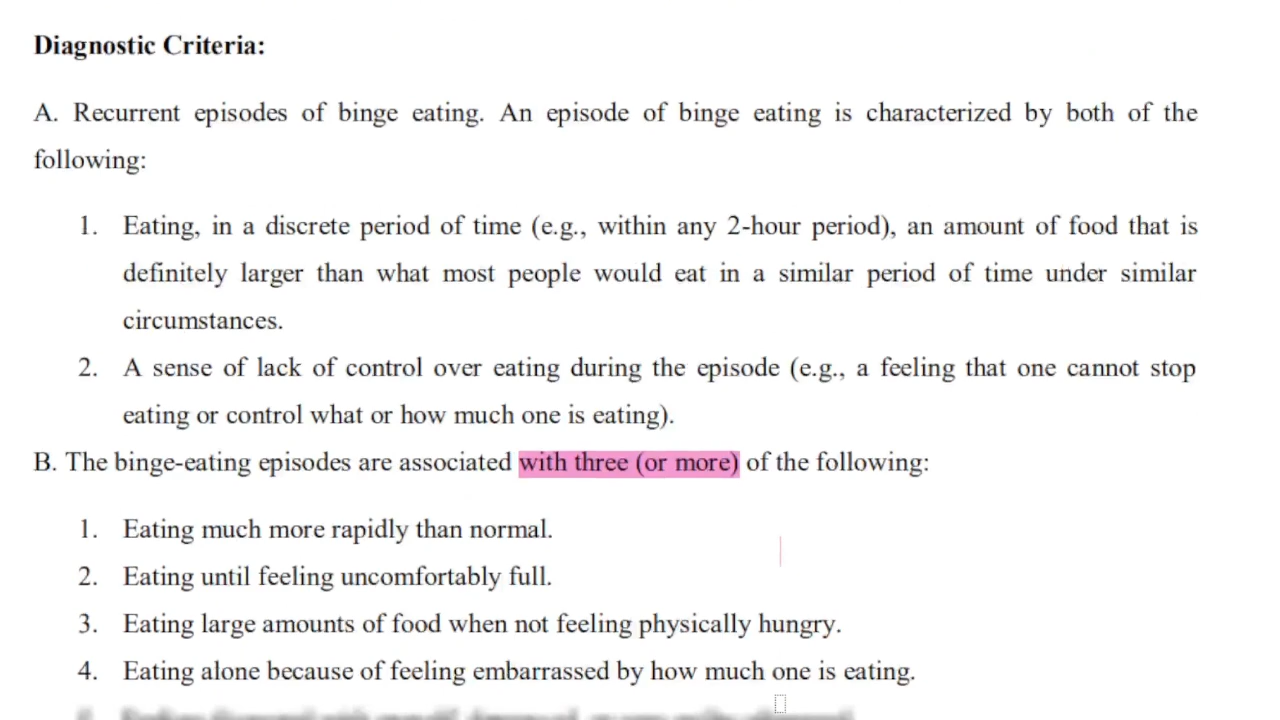 Diagnostic Criteria:
A. Recurrent episodes of binge eating. An episode of binge eating is characterized by both of the
following:
1. Eating, in a discrete period of time (e.g., within any 2-hour period), an amount of food that is
definitely larger than what most people would eat in a similar period of time under similar
circumstances.
2. A sense of lack of control over eating during the episode (e.g., a feeling that one cannot stop
eating or control what or how much one is eating).
B. The binge-eating episodes are associated with three (or more) of the following:
1. Eating much more rapidly than normal.
2. Eating until feeling uncomfortably full.
3. Eating large amounts of food when not feeling physically hungry.
4. Eating alone because of feeling embarrassed by how much one is eating.